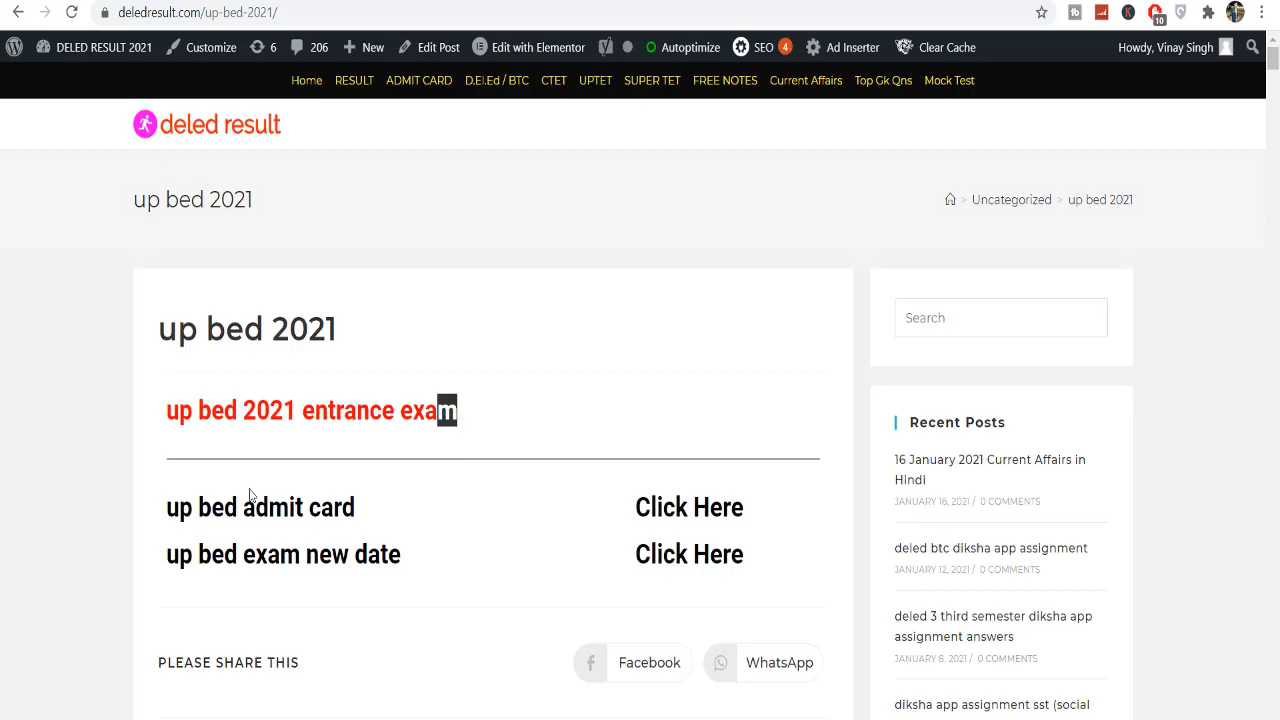 deledresult.com/up-bed-2021/
10
DELED RESULT 2021 Customize 6 206 New Edit Post Edit with Elementor Autoptimize SEO 4 Ad Inserter Clear Cache Howdy, Vinay Singh
Home RESULT ADMIT CARD D.El.Ed / BTC CTET UPTET SUPER TET FREE NOTES Current Affairs Top Gk Qns Mock Test
deled result
up bed 2021
> Uncategorized > up bed 2021
up bed 2021
up bed 2021 entrance exam
up bed admit card Click Here
up bed exam new date Click Here
PLEASE SHARE THIS
Facebook WhatsApp
Search
Recent Posts
16 January 2021 Current Affairs in
Hindi
JANUARY 16, 2021 / 0 COMMENTS
deled btc diksha app assignment
JANUARY 12, 2021 / 0 COMMENTS
deled 3 third semester diksha app
assignment answers
JANUARY 8, 2021 / 0 COMMENTS
diksha app assignment sst (social